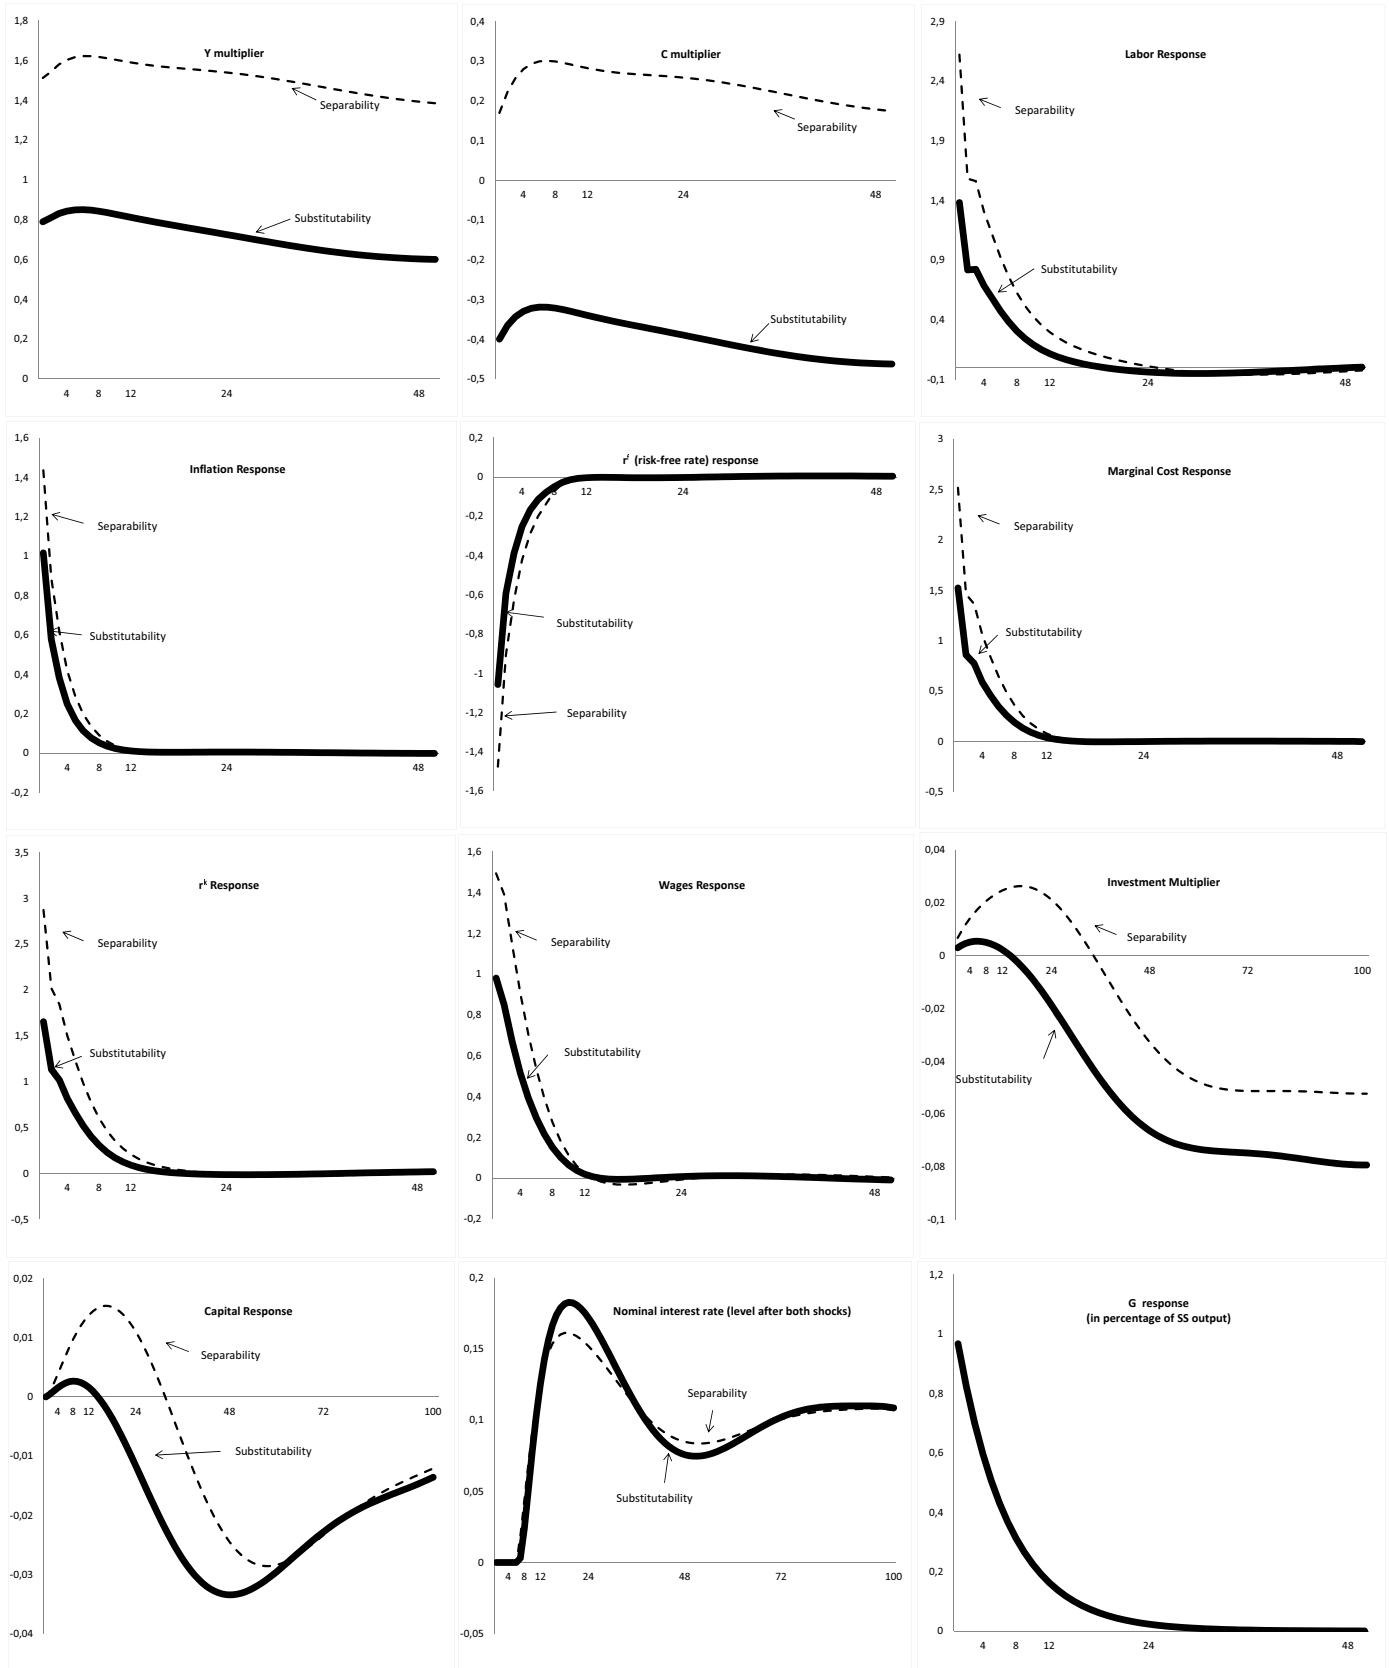 Y multiplier
1,8
1,6
1,4
1,2
1
0,8
0,6
0,4
0,2
0
4 8 12 24 48
Separability
Substitutability
C multiplier
0,4
0,3
0,2
0,1
0
-0,1
-0,2
-0,3
-0,4
-0,5
4 8 12 24 48
Separability
Substitutability
Labor Response
2,9
2,4
1,9
1,4
0,9
0,4
-0,1
4 8 12 24 48
Separability
Substitutability
Inflation Response
1,6
1,4
1,2
1
0,8
0,6
0,4
0,2
0
-0,2
4 8 12 24 48
Separability
Substitutability
rᶠ (risk-free rate) response
0,2
0
-0,2
-0,4
-0,6
-0,8
-1
-1,2
-1,4
-1,6
4 8 12 24 48
Substitutability
Separability
Marginal Cost Response
3
2,5
2
1,5
1
0,5
0
-0,5
4 8 12 24 48
Separability
Substitutability
rᵏ Response
3,5
3
2,5
2
1,5
1
0,5
0
-0,5
4 8 12 24 48
Separability
Substitutability
Wages Response
1,6
1,4
1,2
1
0,8
0,6
0,4
0,2
0
-0,2
4 8 12 24 48
Separability
Substitutability
Investment Multiplier
0,04
0,02
0
-0,02
-0,04
-0,06
-0,08
-0,1
4 8 12 24 48 72 100
Separability
Substitutability
Capital Response
0,02
0,01
0
-0,01
-0,02
-0,03
-0,04
4 8 12 24 48 72 100
Separability
Substitutability
Nominal interest rate (level after both shocks)
0,2
0,15
0,1
0,05
0
-0,05
4 8 12 24 48 72 100
Separability
Substitutability
G response
(in percentage of SS output)
1,2
1
0,8
0,6
0,4
0,2
0
4 8 12 24 48